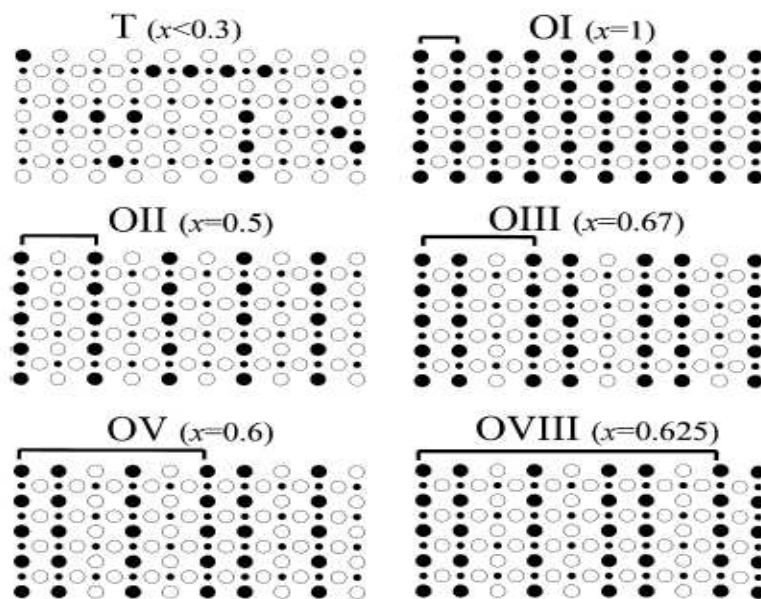 T (x<0.3)
OI (x=1)
OII (x=0.5)
OIII (x=0.67)
OV (x=0.6)
OVIII (x=0.625)